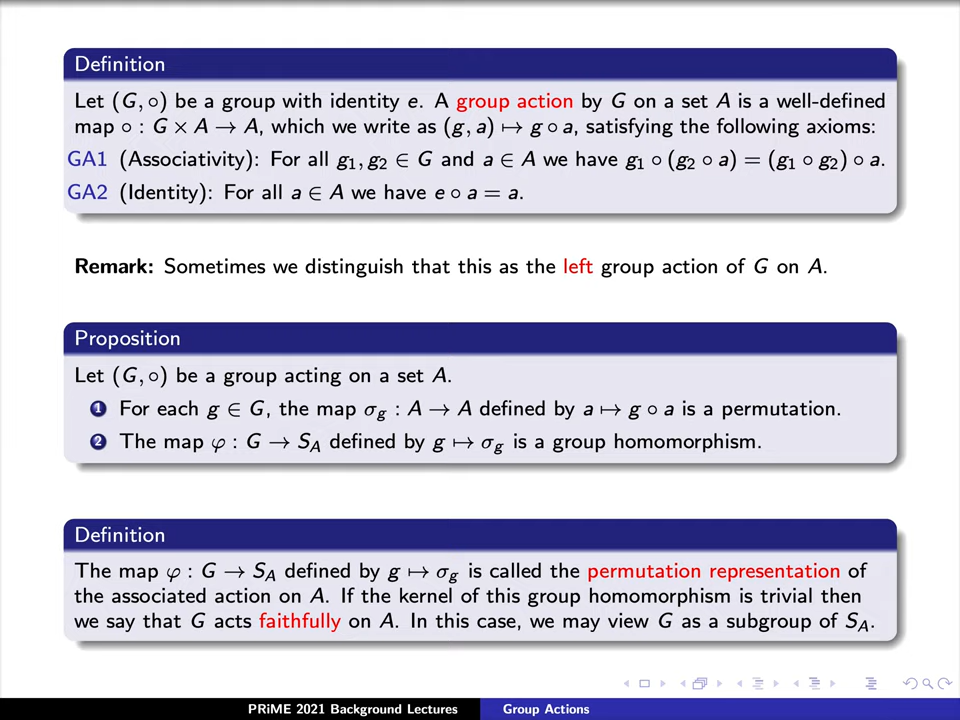 Definition
Let (G, ∘) be a group with identity e. A group action by G on a set A is a well-defined
map ∘ : G × A → A, which we write as (g, a) ↦ g ∘ a, satisfying the following axioms:
GA1 (Associativity): For all g₁, g₂ ∈ G and a ∈ A we have g₁ ∘ (g₂ ∘ a) = (g₁ ∘ g₂) ∘ a.
GA2 (Identity): For all a ∈ A we have e ∘ a = a.
Remark: Sometimes we distinguish that this as the left group action of G on A.
Proposition
Let (G, ∘) be a group acting on a set A.
1 For each g ∈ G, the map σ_g : A → A defined by a ↦ g ∘ a is a permutation.
2 The map φ : G → S_A defined by g ↦ σ_g is a group homomorphism.
Definition
The map φ : G → S_A defined by g ↦ σ_g is called the permutation representation of
the associated action on A. If the kernel of this group homomorphism is trivial then
we say that G acts faithfully on A. In this case, we may view G as a subgroup of S_A.
PRiME 2021 Background Lectures Group Actions